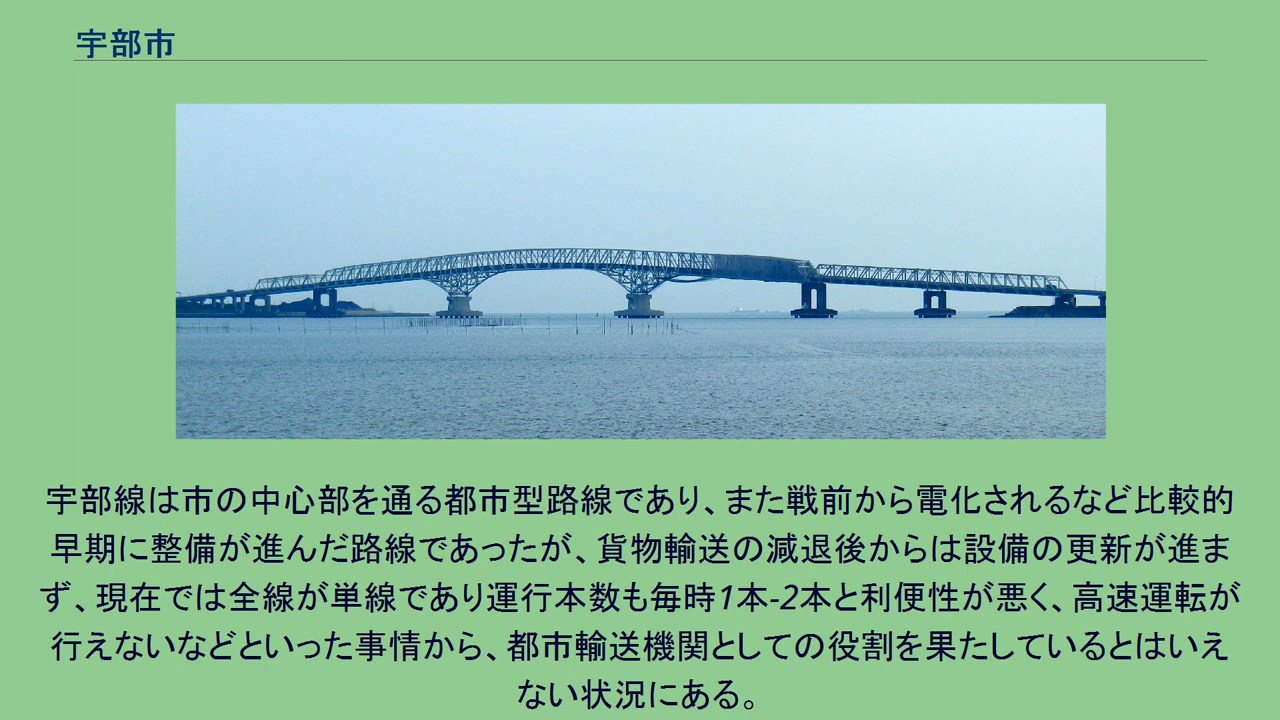 宇部市
宇部線は市の中心部を通る都市型路線であり、また戦前から電化されるなど比較的
早期に整備が進んだ路線であったが、貨物輸送の減退後からは設備の更新が進ま
ず、現在では全線が単線であり運行本数も毎時1本-2本と利便性が悪く、高速運転が
行えないなどといった事情から、都市輸送機関としての役割を果たしているとはいえ
ない状況にある。